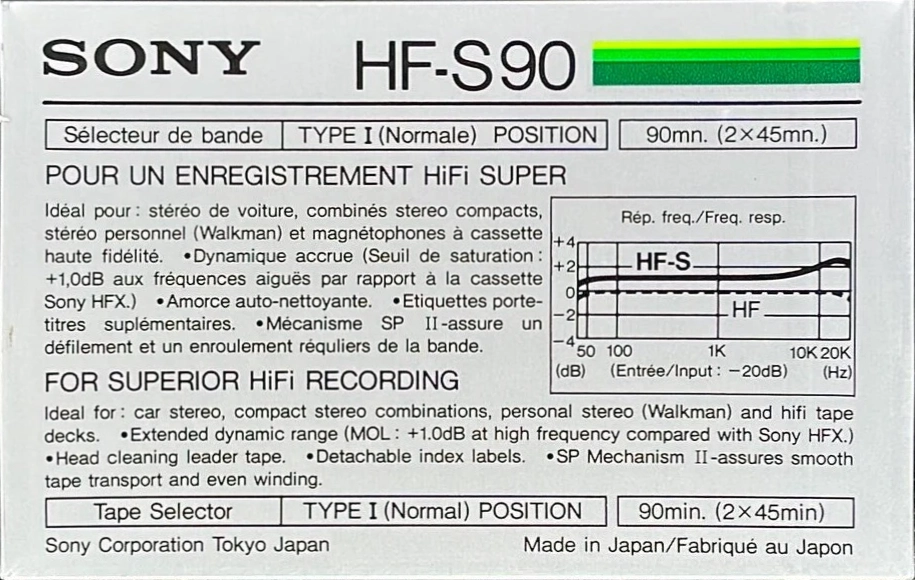 SONY HF-S90
Sélecteur de bande TYPE I (Normale) POSITION 90mn. (2×45mn.)
POUR UN ENREGISTREMENT HiFi SUPER
Idéal pour : stéréo de voiture, combinés stereo compacts,
stéréo personnel (Walkman) et magnétophones à cassette
haute fidélité. •Dynamique accrue (Seuil de saturation :
+1,0dB aux fréquences aiguës par rapport à la cassette
Sony HFX.) •Amorce auto-nettoyante. •Etiquettes porte-
titres suplémentaires. •Mécanisme SP II-assure un
défilement et un enroulement réquliers de la bande.
Rép. freq./Freq. resp.
+4
+2
0
−2
−4
HF-S
HF
50 100 1K 10K 20K
(dB) (Entrée/Input : −20dB) (Hz)
FOR SUPERIOR HiFi RECORDING
Ideal for : car stereo, compact stereo combinations, personal stereo (Walkman) and hifi tape
decks. •Extended dynamic range (MOL : +1.0dB at high frequency compared with Sony HFX.)
•Head cleaning leader tape. •Detachable index labels. •SP Mechanism II-assures smooth
tape transport and even winding.
Tape Selector TYPE I (Normal) POSITION 90min. (2×45min)
Sony Corporation Tokyo Japan Made in Japan/Fabriqué au Japon